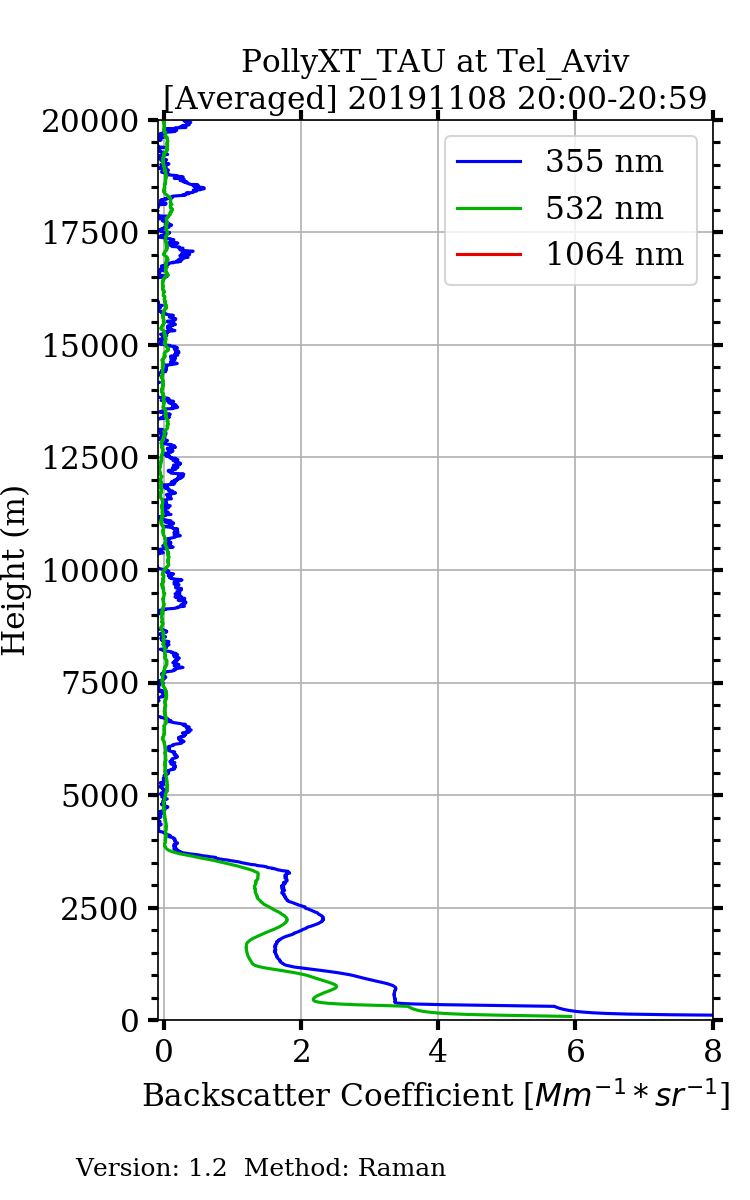 PollyXT_TAU at Tel_Aviv
[Averaged] 20191108 20:00-20:59
355 nm
532 nm
1064 nm
20000
17500
15000
12500
10000
7500
5000
2500
0
Height (m)
0 2 4 6 8
Backscatter Coefficient [Mm⁻¹ * sr⁻¹]
Version: 1.2 Method: Raman